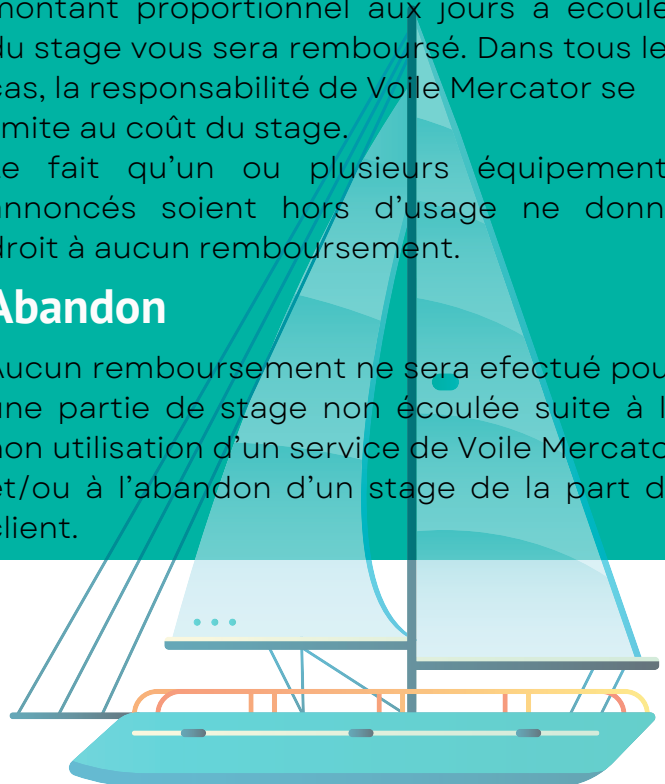 montant proportionnel aux jours à écoule
du stage vous sera remboursé. Dans tous le
cas, la responsabilité de Voile Mercator se
imite au coût du stage.
Le fait qu'un ou plusieurs équipement
annoncés soient hors d'usage ne donn
droit à aucun remboursement.
Abandon
Aucun remboursement ne sera efectué pou
une partie de stage non écoulée suite à l
non utilisation d'un service de Voile Mercato
et/ou à l'abandon d'un stage de la part d
client.